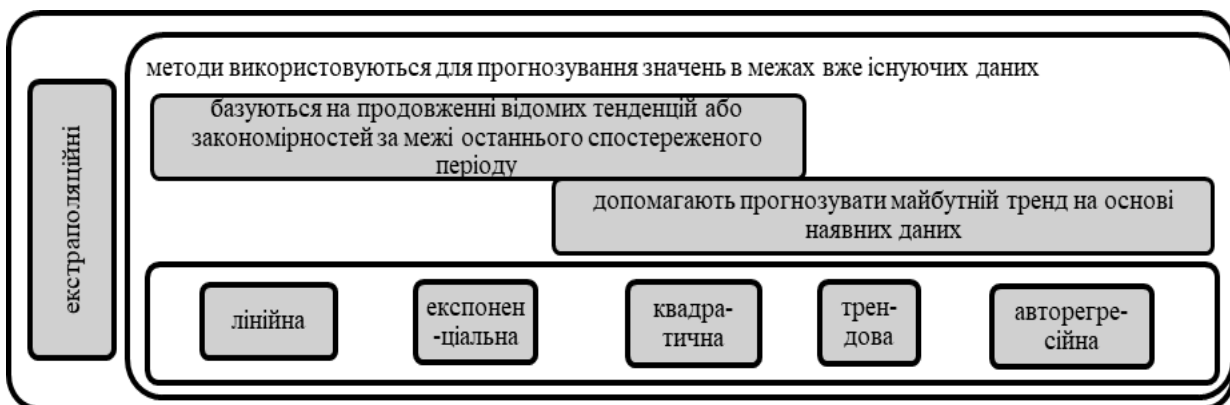 екстраполяційні
методи використовуються для прогнозування значень в межах вже існуючих даних
базуються на продовженні відомих тенденцій або
закономірностей за межі останнього спостереженого
періоду
допомагають прогнозувати майбутній тренд на основі
наявних даних
лінійна
експонен
-ціальна
квадра-
тична
трен-
дова
авторегре-
сійна